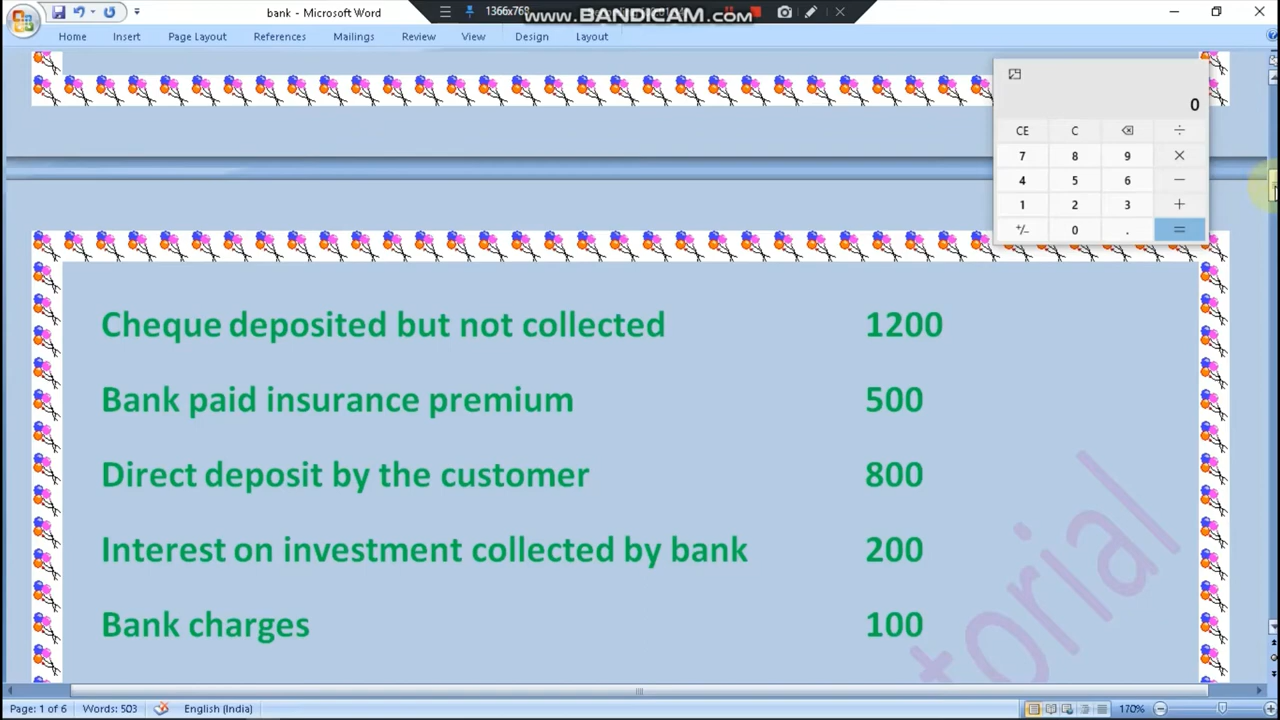 bank - Microsoft Word
1366x768
www.BANDICAM.com
Home Insert Page Layout References Mailings Review View Design Layout
0
CE C ÷
7 8 9 ×
4 5 6 −
1 2 3 +
+/- 0 . =
Cheque deposited but not collected 1200
Bank paid insurance premium 500
Direct deposit by the customer 800
Interest on investment collected by bank 200
Bank charges 100
torial
Page: 1 of 6 Words: 503 English (India) 170%